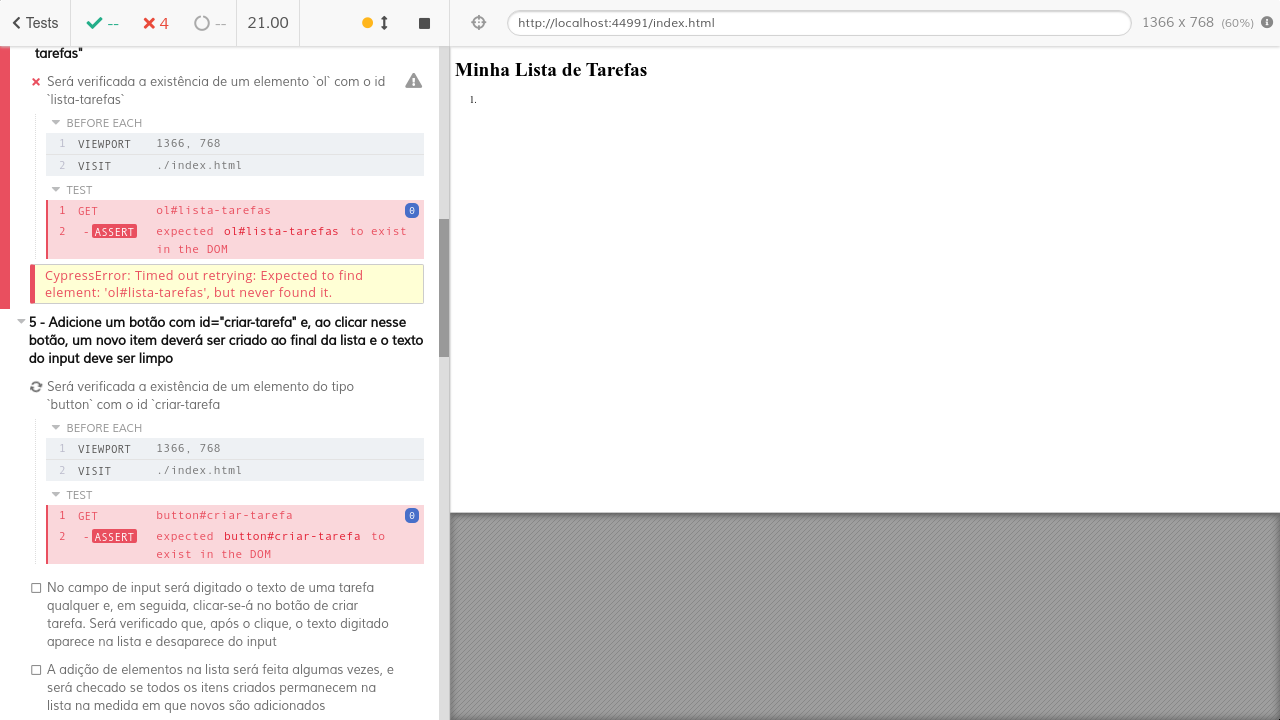 Tests
--
4
--
21.00
http://localhost:44991/index.html
1366 x 768 (60%)
tarefas"
Será verificada a existência de um elemento `ol` com o id
`lista-tarefas`
BEFORE EACH
1 VIEWPORT 1366, 768
2 VISIT ./index.html
TEST
1 GET ol#lista-tarefas 0
2 -ASSERT expected ol#lista-tarefas to exist
in the DOM
CypressError: Timed out retrying: Expected to find
element: 'ol#lista-tarefas', but never found it.
5 - Adicione um botão com id="criar-tarefa" e, ao clicar nesse
botão, um novo item deverá ser criado ao final da lista e o texto
do input deve ser limpo
Será verificada a existência de um elemento do tipo
`button` com o id `criar-tarefa
BEFORE EACH
1 VIEWPORT 1366, 768
2 VISIT ./index.html
TEST
1 GET button#criar-tarefa 0
2 -ASSERT expected button#criar-tarefa to
exist in the DOM
No campo de input será digitado o texto de uma tarefa
qualquer e, em seguida, clicar-se-á no botão de criar
tarefa. Será verificado que, após o clique, o texto digitado
aparece na lista e desaparece do input
A adição de elementos na lista será feita algumas vezes, e
será checado se todos os itens criados permanecem na
lista na medida em que novos são adicionados
Minha Lista de Tarefas
1.